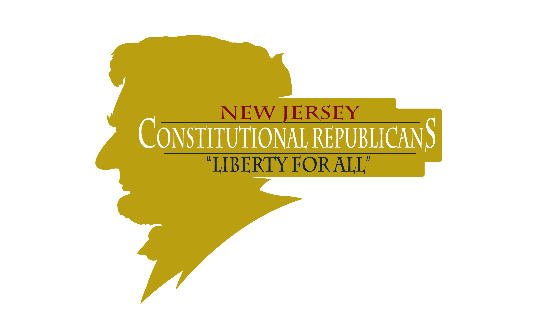 NEW JERSEY
CONSTITUTIONAL REPUBLICANS
"LIBERTY FOR ALL"